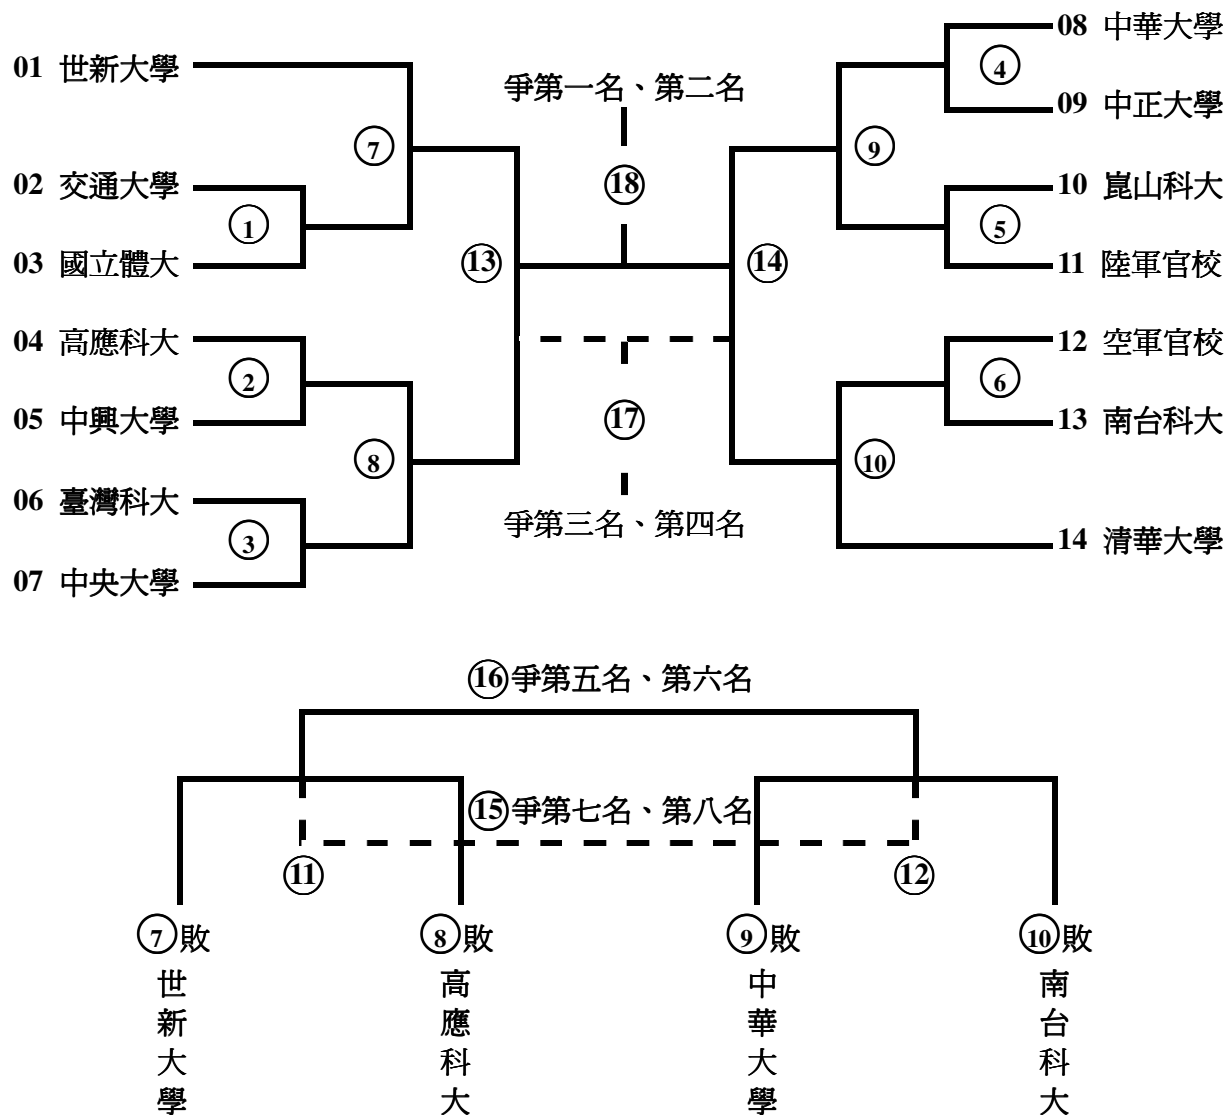 01 世新大學
02 交通大學
03 國立體大
04 高應科大
05 中興大學
06 臺灣科大
07 中央大學
①
②
③
⑦
⑧
⑬
爭第一名、第二名
⑱
⑰
爭第三名、第四名
⑭
⑨
⑩
④
⑤
⑥
08 中華大學
09 中正大學
10 崑山科大
11 陸軍官校
12 空軍官校
13 南台科大
14 清華大學
⑯爭第五名、第六名
⑮爭第七名、第八名
⑪
⑫
⑦敗
世新大學
⑧敗
高應科大
⑨敗
中華大學
⑩敗
南台科大